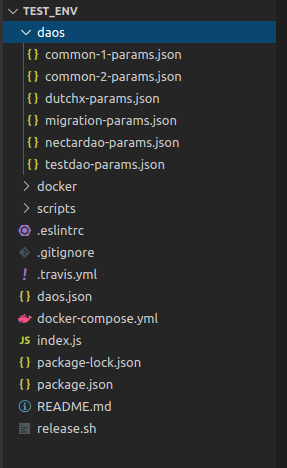 TEST_ENV
daos
{} common-1-params.json
{} common-2-params.json
{} dutchx-params.json
{} migration-params.json
{} nectardao-params.json
{} testdao-params.json
docker
scripts
.eslintrc
.gitignore
! .travis.yml
{} daos.json
docker-compose.yml
JS index.js
{} package-lock.json
{} package.json
README.md
release.sh